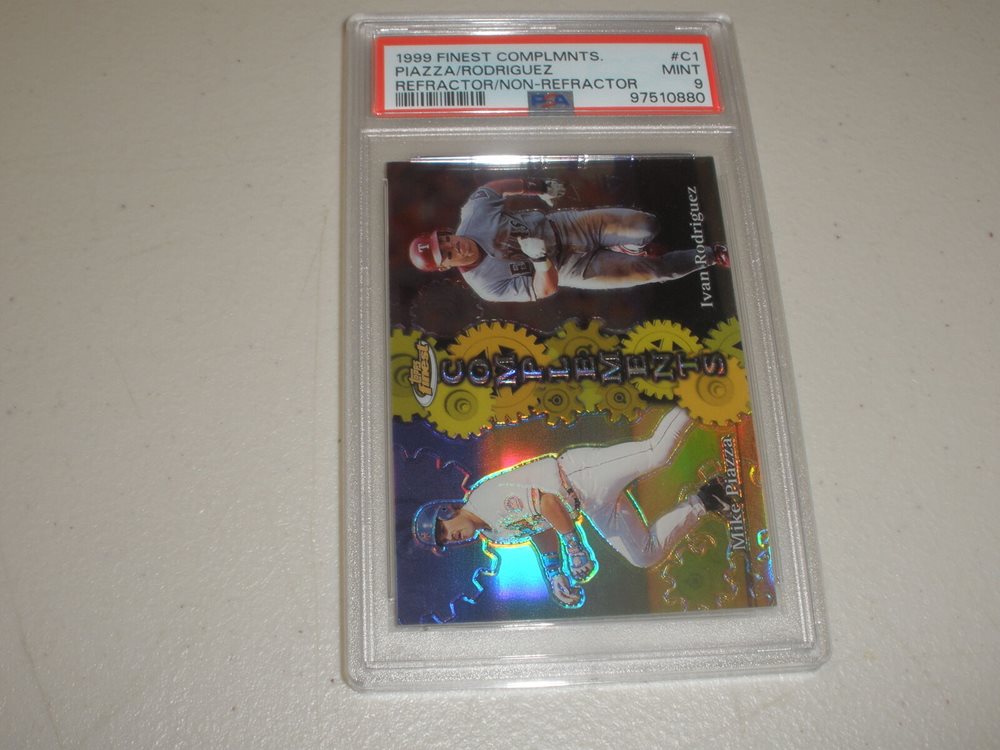 1999 FINEST COMPLMNTS. #C1
PIAZZA/RODRIGUEZ MINT
REFRACTOR/NON-REFRACTOR 9
PSA 97510880
Ivan Rodriguez
topps finest
COMPLEMENTS
Mike Piazza
T